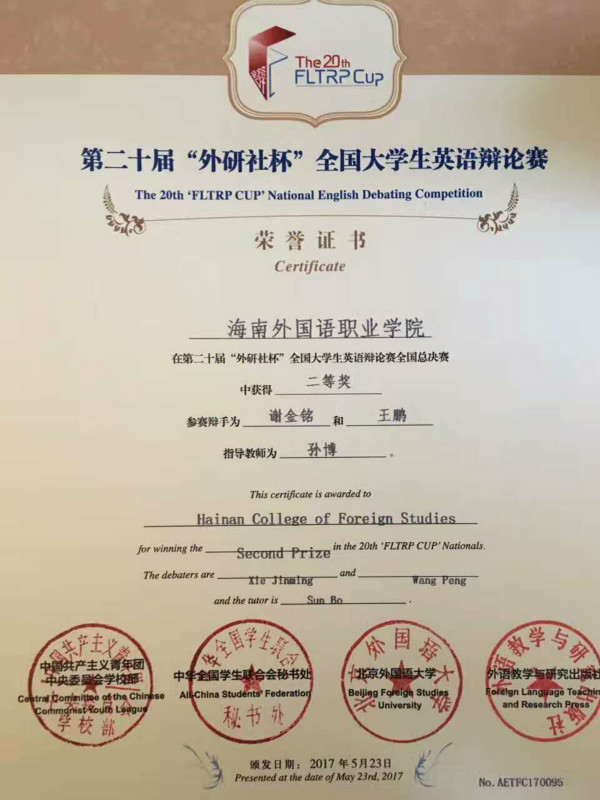 The 20th
FLTRP CUP
第二十届“外研社杯”全国大学生英语辩论赛
The 20th ‘FLTRP CUP’ National English Debating Competition
荣誉证书
Certificate
海南外国语职业学院
在第二十届“外研社杯”全国大学生英语辩论赛全国总决赛
中获得 二等奖
参赛辩手为 谢金铭 和 王鹏
指导教师为 孙博 。
This certificate is awarded to
Hainan College of Foreign Studies
for winning the Second Prize in the 20th ‘FLTRP CUP’ Nationals.
The debaters are Xie Jinming and Wang Peng
and the tutor is Sun Bo .
中国共产主义青年团 中华全国学生联合会秘书处 北京外国语大学 外语教学与研究出版社
中央委员会学校部
Central Committee of the Chinese All-China Students’ Federation Beijing Foreign Studies Foreign Language Teaching
Communist Youth League University and Research Press
学校部 秘书处
颁发日期：2017 年 5月23日
Presented at the date of May 23rd, 2017
No. AETFC170095